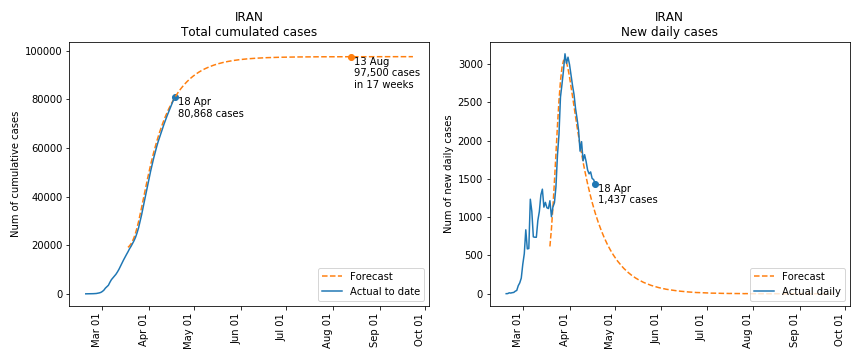 IRAN
Total cumulated cases
Num of cumulative cases
100000
80000
60000
40000
20000
0
13 Aug
97,500 cases
in 17 weeks
18 Apr
80,868 cases
Forecast
Actual to date
Mar 01
Apr 01
May 01
Jun 01
Jul 01
Aug 01
Sep 01
Oct 01
IRAN
New daily cases
Num of new daily cases
3000
2500
2000
1500
1000
500
0
18 Apr
1,437 cases
Forecast
Actual daily
Mar 01
Apr 01
May 01
Jun 01
Jul 01
Aug 01
Sep 01
Oct 01